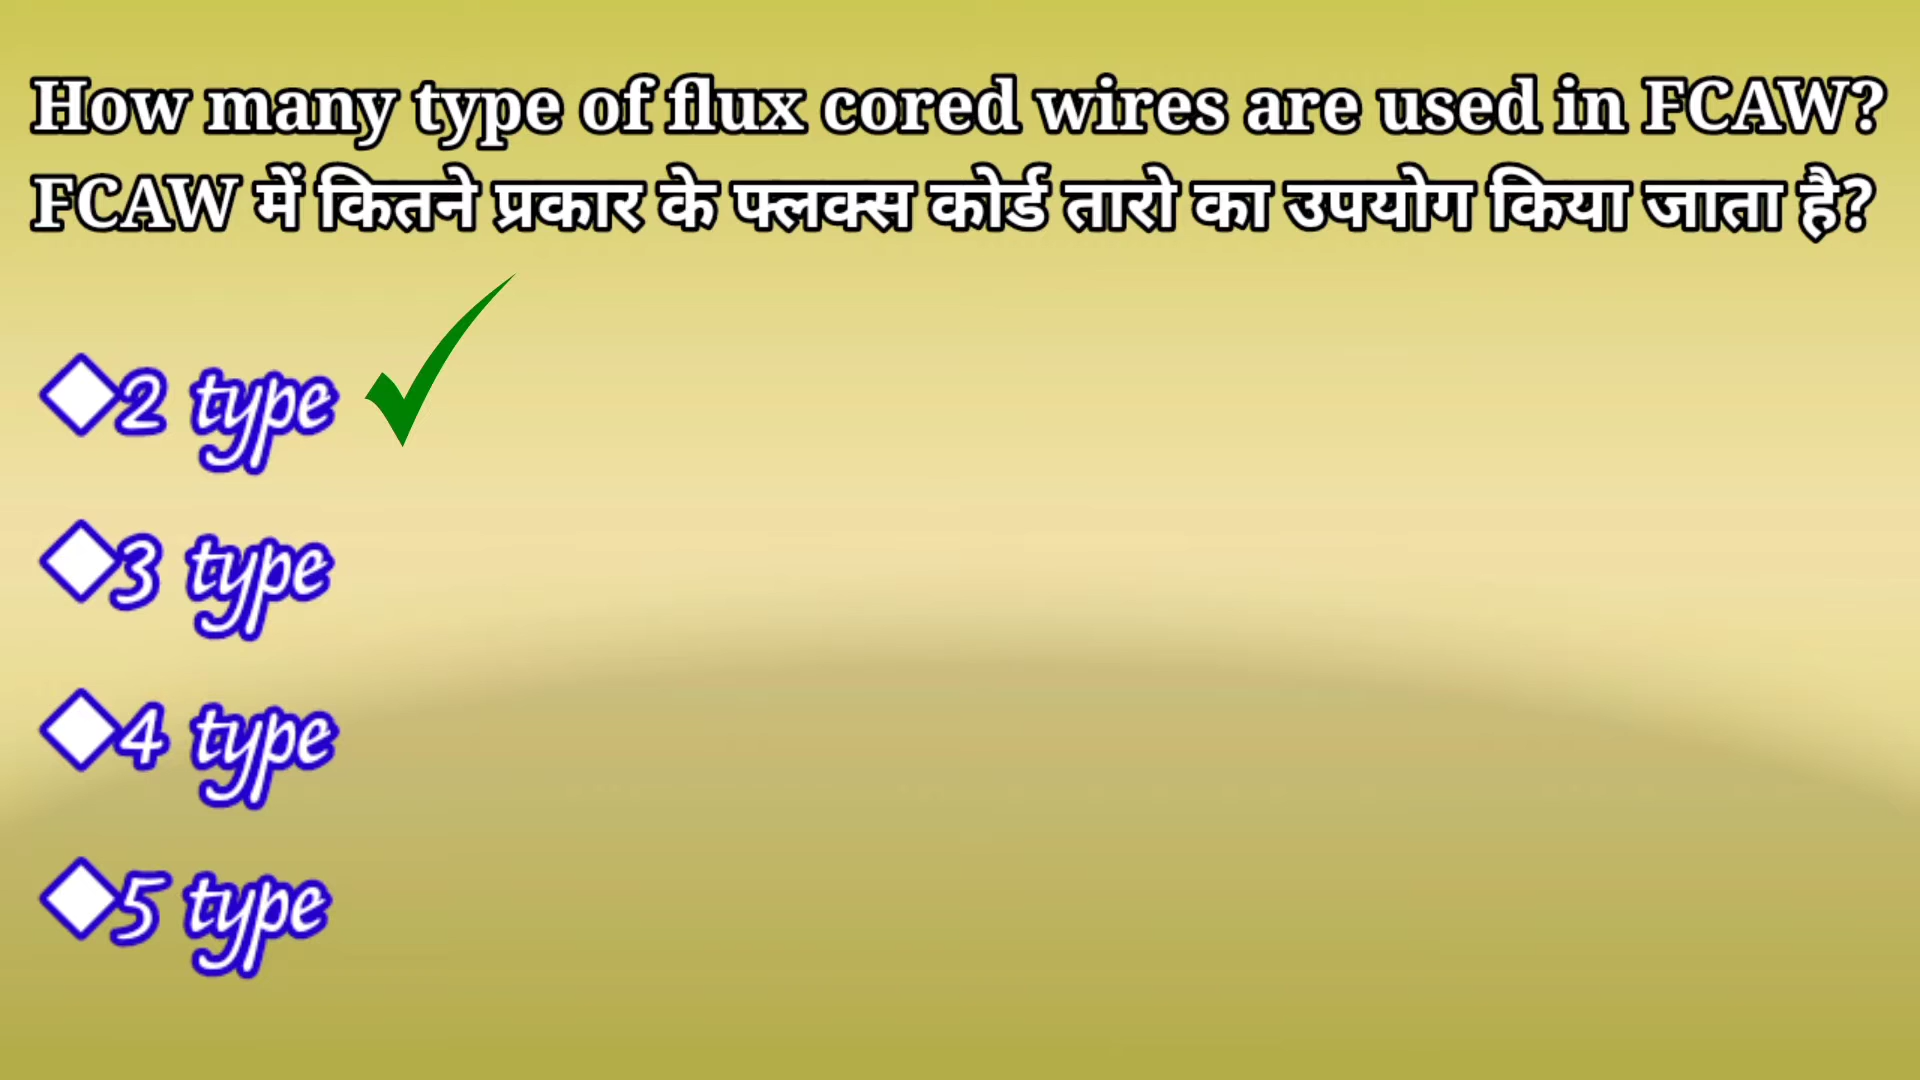 How many type of flux cored wires are used in FCAW?
FCAW में कितने प्रकार के फ्लक्स कोर्ड तारो का उपयोग किया जाता है?
◆2 type
◆3 type
◆4 type
◆5 type